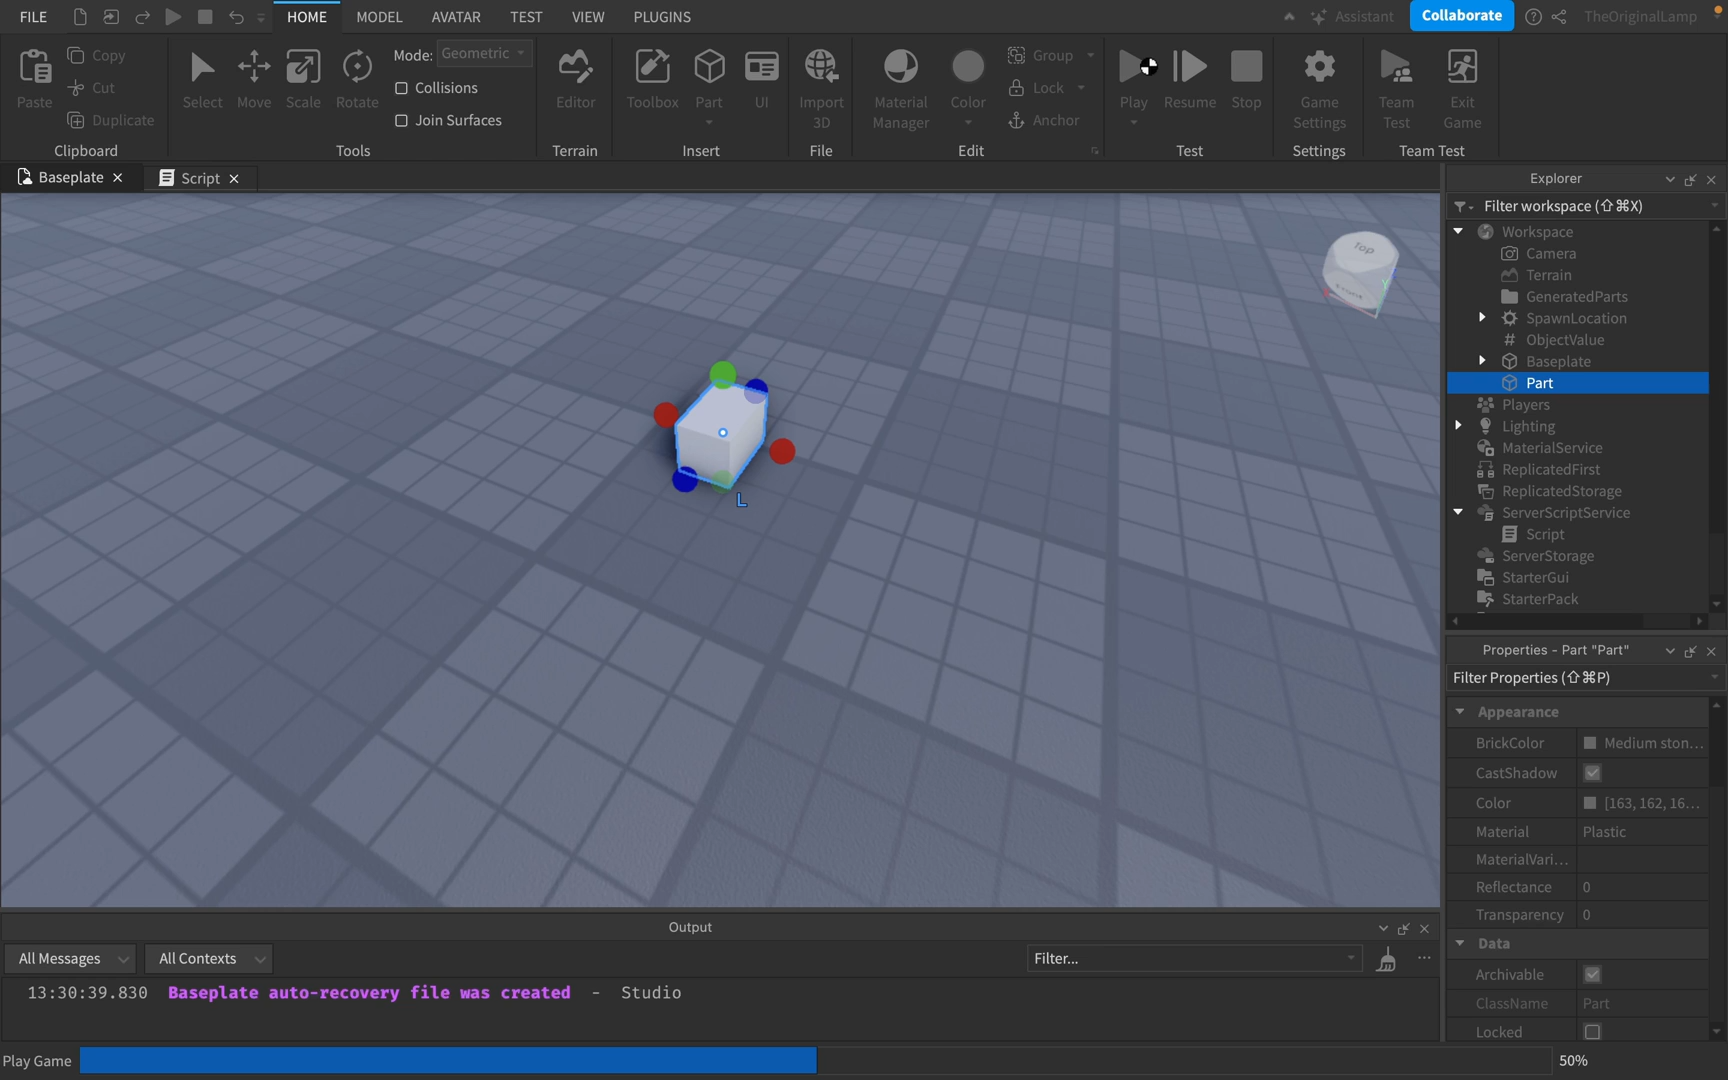 FILE
HOME
MODEL
AVATAR
TEST
VIEW
PLUGINS
Assistant
Collaborate
TheOriginalLamp
Paste
Copy
Cut
Duplicate
Clipboard
Select
Move
Scale
Rotate
Mode: Geometric
Collisions
Join Surfaces
Tools
Editor
Terrain
Toolbox
Part
UI
Insert
Import
3D
File
Material
Manager
Color
Group
Lock
Anchor
Edit
Play
Resume
Stop
Test
Game
Settings
Settings
Team
Test
Exit
Game
Team Test
Baseplate
Script
Top
L
Explorer
Filter workspace (⇧⌘X)
Workspace
Camera
Terrain
GeneratedParts
SpawnLocation
ObjectValue
Baseplate
Part
Players
Lighting
MaterialService
ReplicatedFirst
ReplicatedStorage
ServerScriptService
Script
ServerStorage
StarterGui
StarterPack
Properties - Part "Part"
Filter Properties (⇧⌘P)
Appearance
BrickColor Medium ston...
CastShadow
Color [163, 162, 16...
Material Plastic
MaterialVari...
Reflectance 0
Transparency 0
Data
Archivable
ClassName Part
Locked
Output
All Messages
All Contexts
Filter...
13:30:39.830 Baseplate auto-recovery file was created - Studio
Play Game
50%